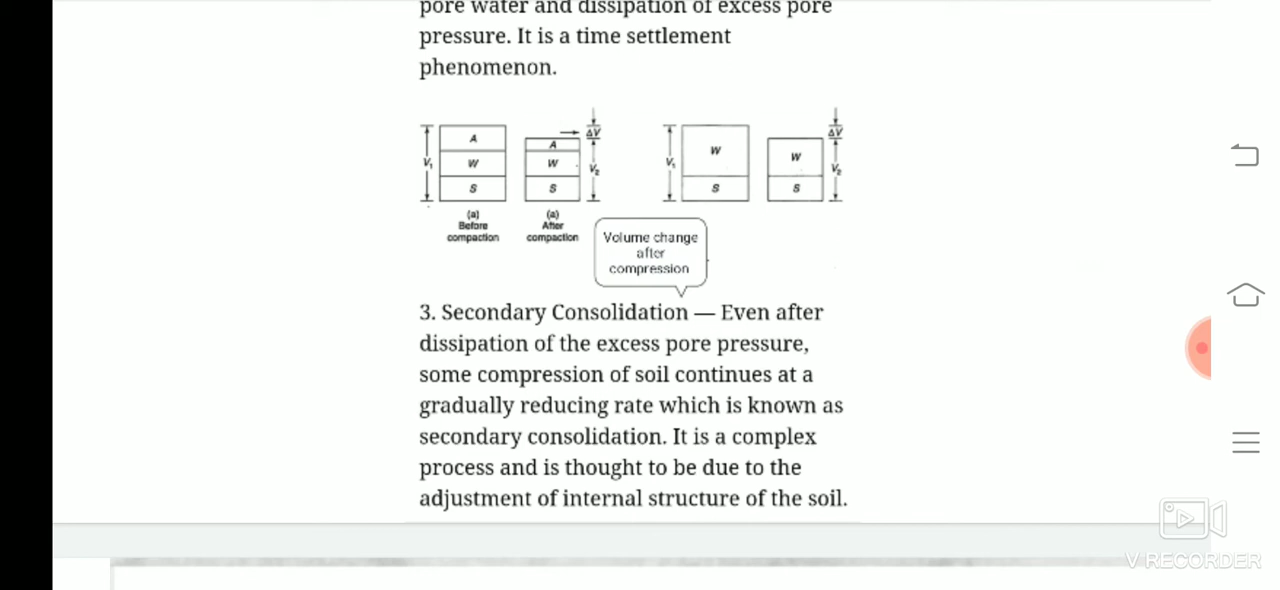 pore water and dissipation of excess pore
pressure. It is a time settlement
phenomenon.
V₁
A
W
S
A
W
S
ΔV
V₂
V₁
W
S
W
S
ΔV
V₂
(a)
Before
compaction
(a)
After
compaction
Volume change
after
compression
3. Secondary Consolidation — Even after
dissipation of the excess pore pressure,
some compression of soil continues at a
gradually reducing rate which is known as
secondary consolidation. It is a complex
process and is thought to be due to the
adjustment of internal structure of the soil.
V RECORDER